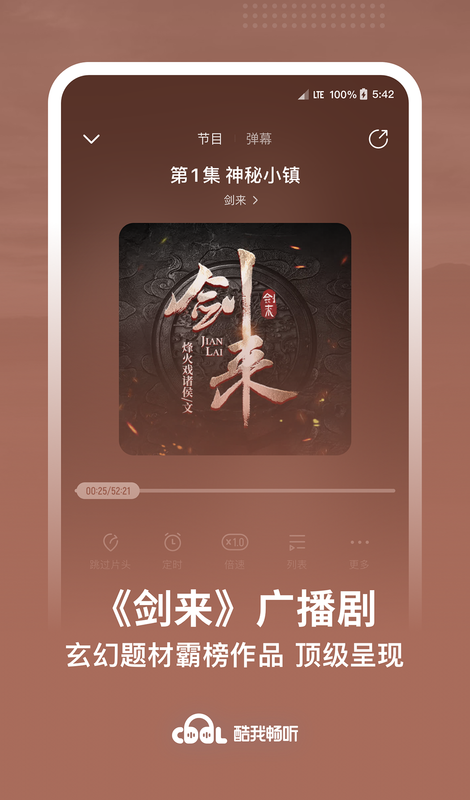 LTE 100% 5:42
节目 弹幕
第1集 神秘小镇
剑来 >
剑来
剑来
JIAN
LAI
烽火戏诸侯/文
00:25/52:21
x1.0
跳过片头 定时 倍速 列表 更多
《剑来》广播剧
玄幻题材霸榜作品 顶级呈现
COOL 酷我畅听